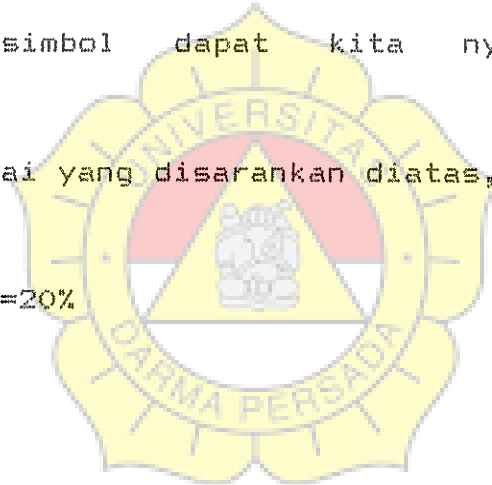 simbol dapat kita ny
ai yang disarankan diatas,
=20%
UNIVERSITAS
DARMA PERSADA